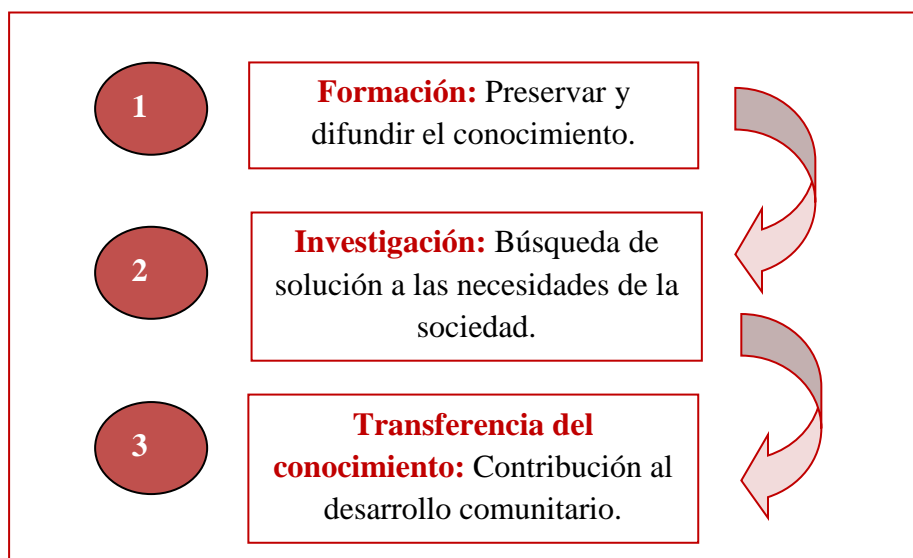 1
Formación: Preservar y
difundir el conocimiento.
2
Investigación: Búsqueda de
solución a las necesidades de la
sociedad.
3
Transferencia del
conocimiento: Contribución al
desarrollo comunitario.